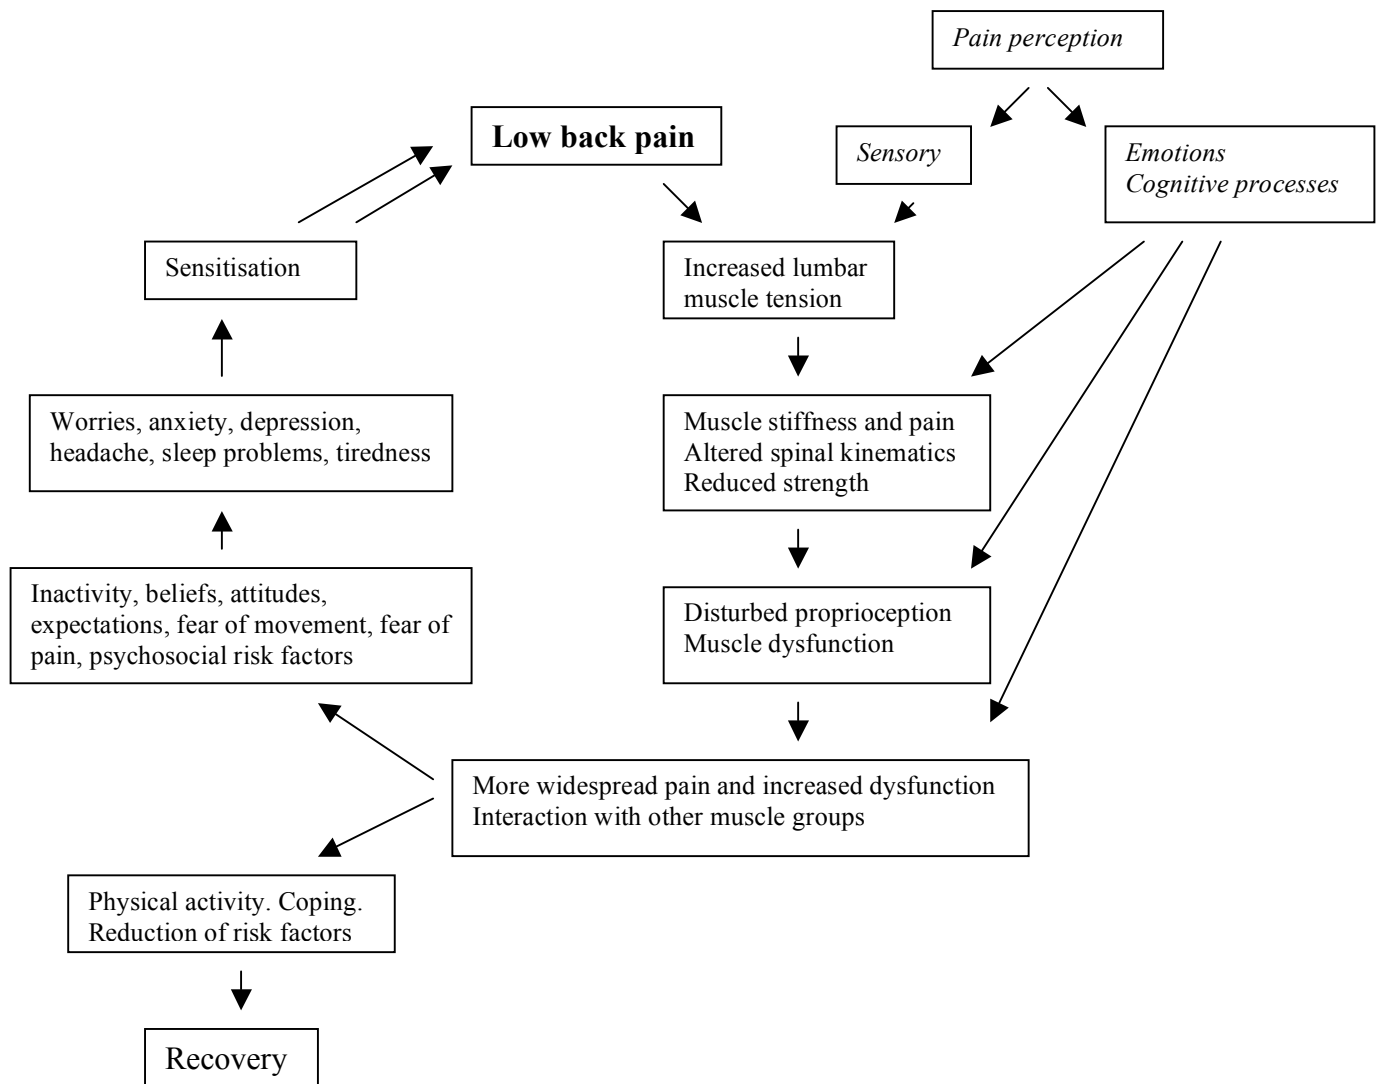 Pain perception
Low back pain
Sensory
Emotions
Cognitive processes
Sensitisation
Increased lumbar
muscle tension
Worries, anxiety, depression,
headache, sleep problems, tiredness
Muscle stiffness and pain
Altered spinal kinematics
Reduced strength
Inactivity, beliefs, attitudes,
expectations, fear of movement, fear of
pain, psychosocial risk factors
Disturbed proprioception
Muscle dysfunction
More widespread pain and increased dysfunction
Interaction with other muscle groups
Physical activity. Coping.
Reduction of risk factors
Recovery